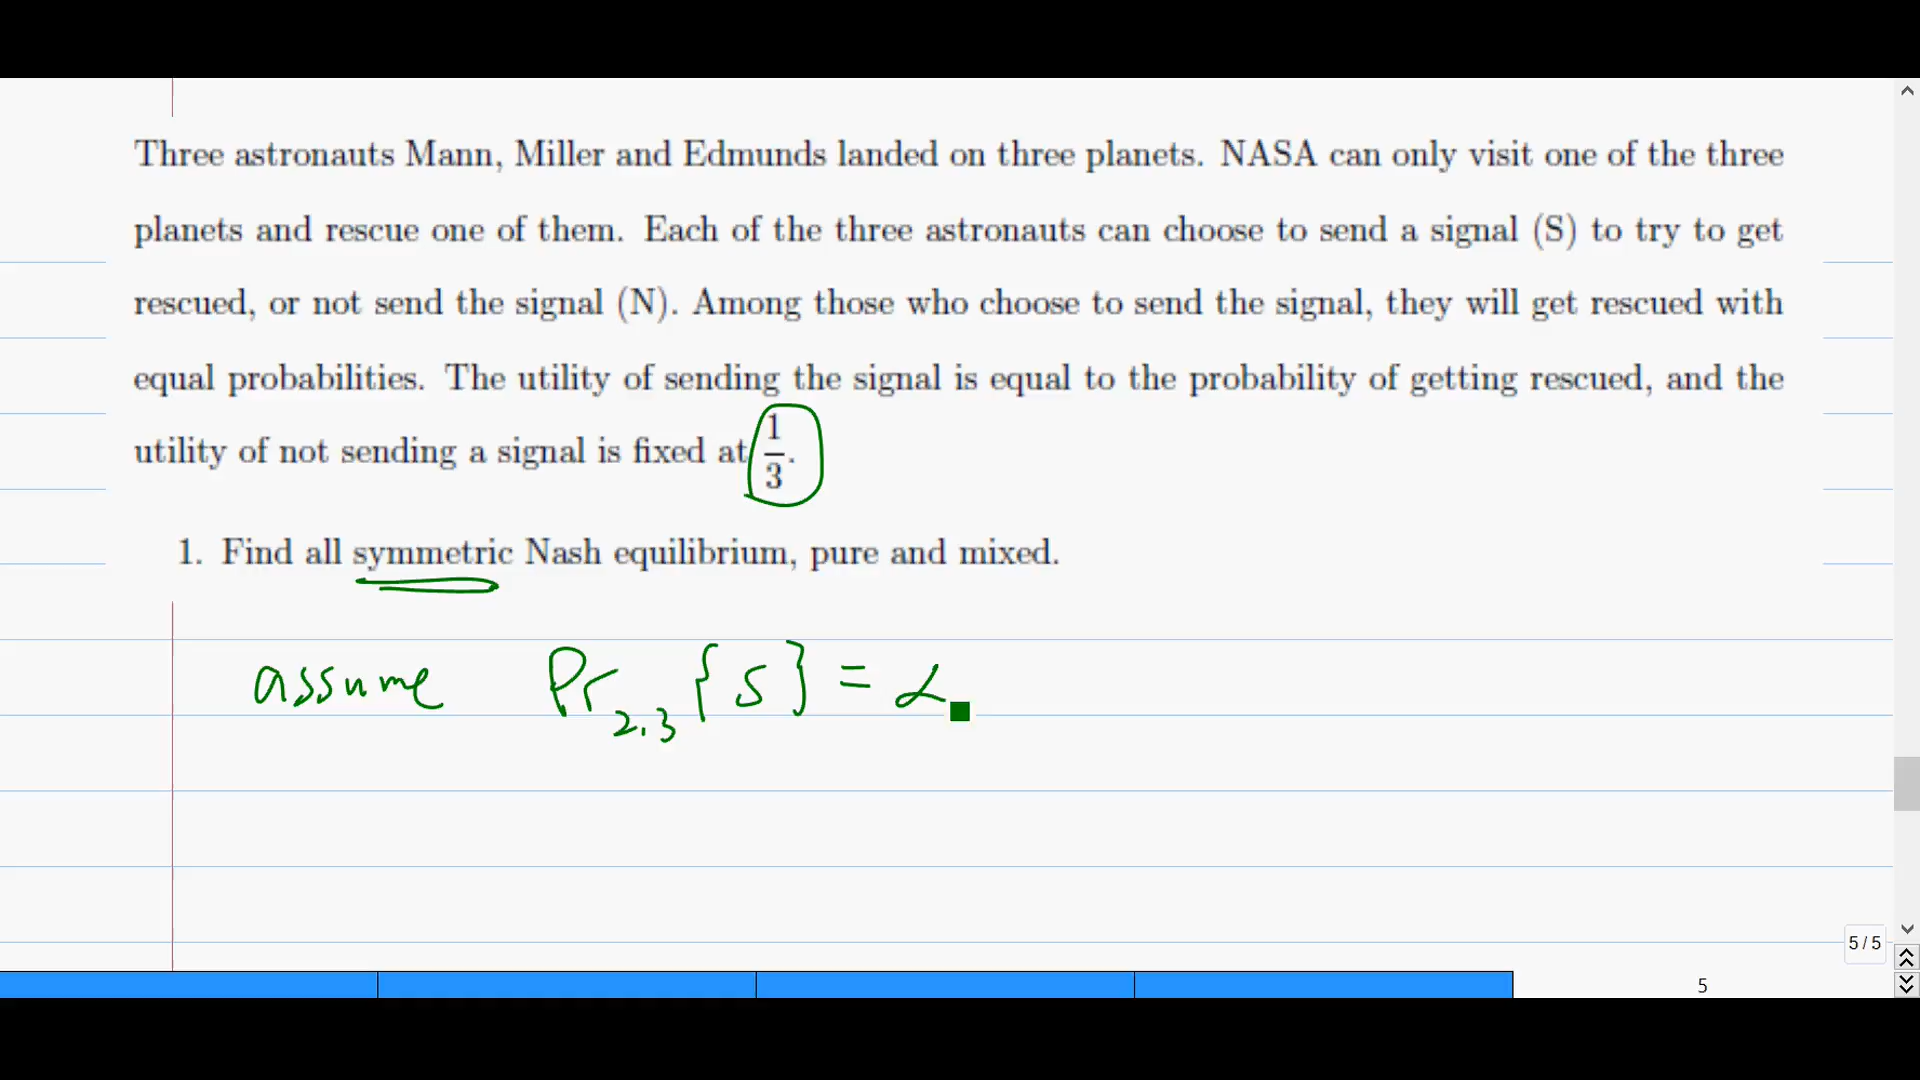 Three astronauts Mann, Miller and Edmunds landed on three planets. NASA can only visit one of the three
planets and rescue one of them. Each of the three astronauts can choose to send a signal (S) to try to get
rescued, or not send the signal (N). Among those who choose to send the signal, they will get rescued with
equal probabilities. The utility of sending the signal is equal to the probability of getting rescued, and the
utility of not sending a signal is fixed at 1/3.
1. Find all symmetric Nash equilibrium, pure and mixed.
assume Pr₂,₃ {S} = α
5 / 5
5